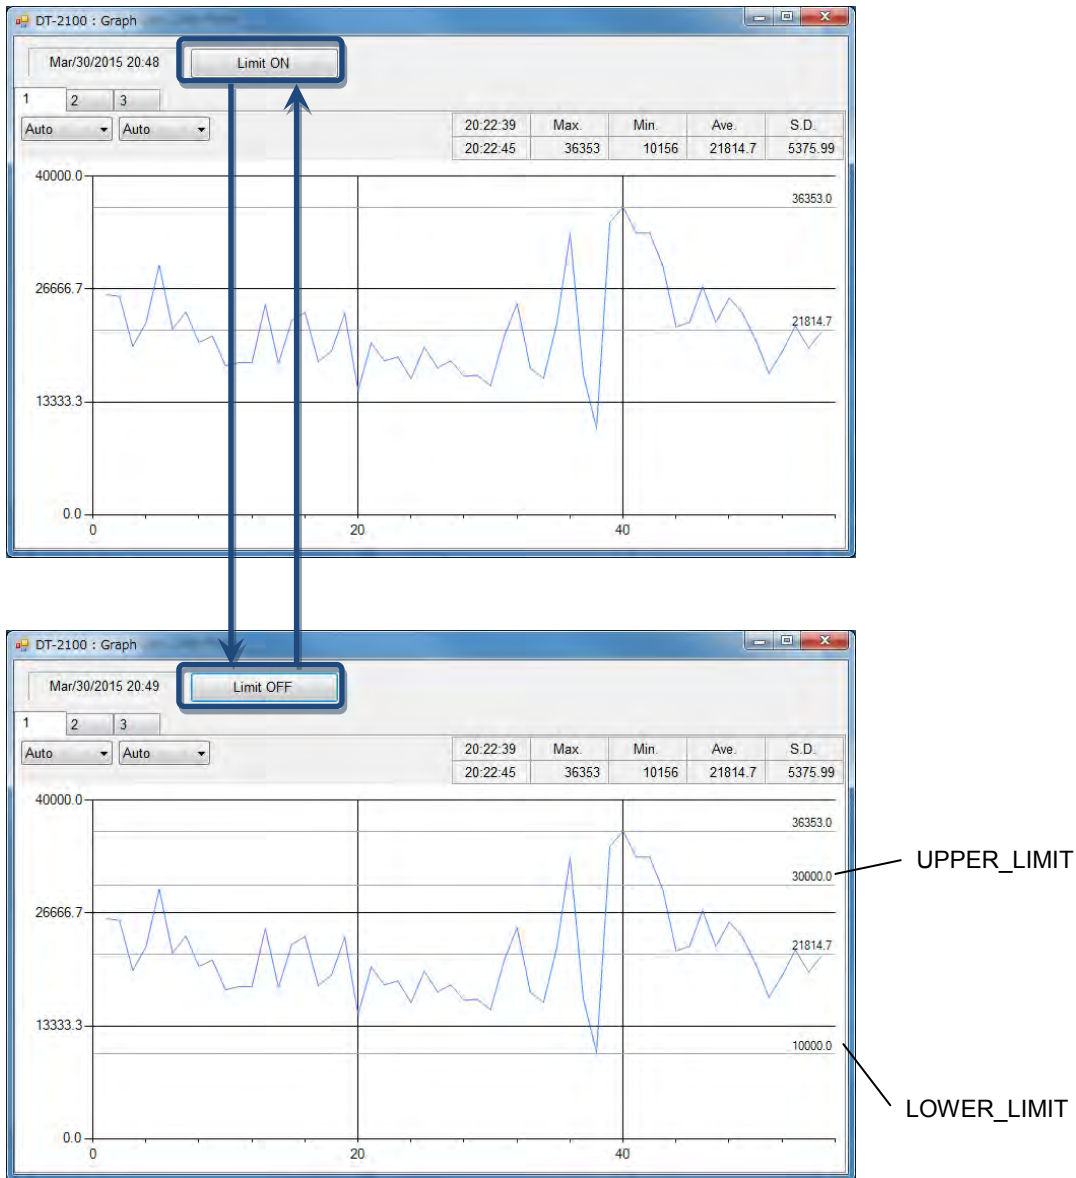 DT-2100 : Graph
Mar/30/2015 20:48 Limit ON
1 2 3
Auto Auto
20:22:39 Max. Min. Ave. S.D.
20:22:45 36353 10156 21814.7 5375.99
40000.0
36353.0
26666.7
21814.7
13333.3
0.0
0 20 40
DT-2100 : Graph
Mar/30/2015 20:49 Limit OFF
1 2 3
Auto Auto
20:22:39 Max. Min. Ave. S.D.
20:22:45 36353 10156 21814.7 5375.99
40000.0
36353.0
UPPER_LIMIT
30000.0
26666.7
21814.7
13333.3
10000.0
LOWER_LIMIT
0.0
0 20 40